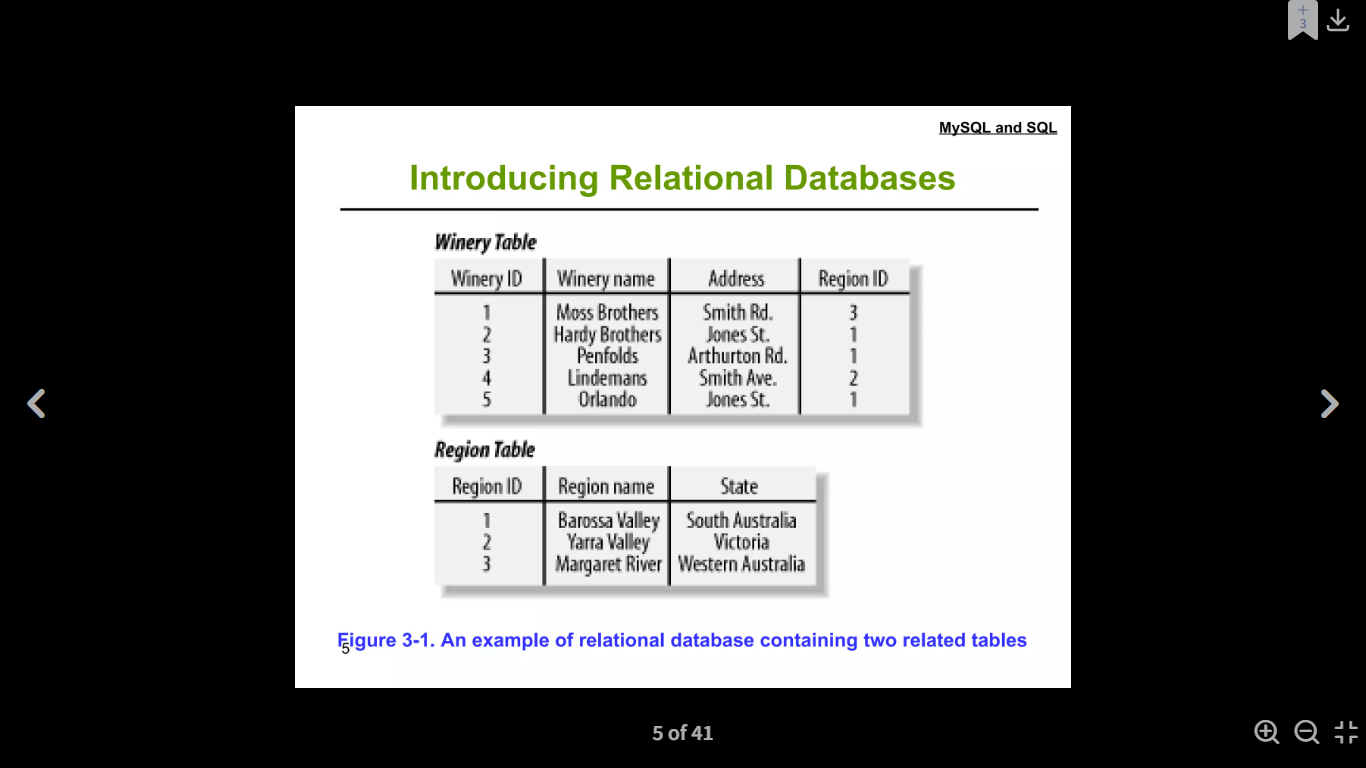 +
3
MySQL and SQL
Introducing Relational Databases
Winery Table
Winery ID Winery name Address Region ID
1 Moss Brothers Smith Rd. 3
2 Hardy Brothers Jones St. 1
3 Penfolds Arthurton Rd. 1
4 Lindemans Smith Ave. 2
5 Orlando Jones St. 1
Region Table
Region ID Region name State
1 Barossa Valley South Australia
2 Yarra Valley Victoria
3 Margaret River Western Australia
Figure 3-1. An example of relational database containing two related tables
5
5 of 41